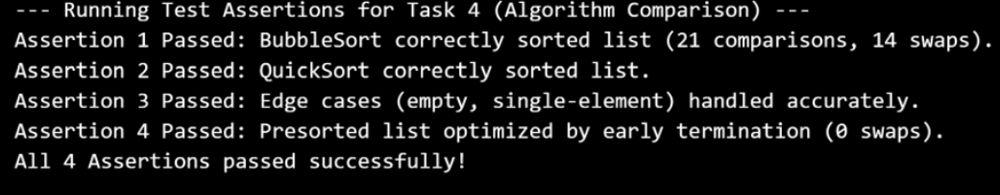 --- Running Test Assertions for Task 4 (Algorithm Comparison) ---
Assertion 1 Passed: BubbleSort correctly sorted list (21 comparisons, 14 swaps).
Assertion 2 Passed: QuickSort correctly sorted list.
Assertion 3 Passed: Edge cases (empty, single-element) handled accurately.
Assertion 4 Passed: Presorted list optimized by early termination (0 swaps).
All 4 Assertions passed successfully!